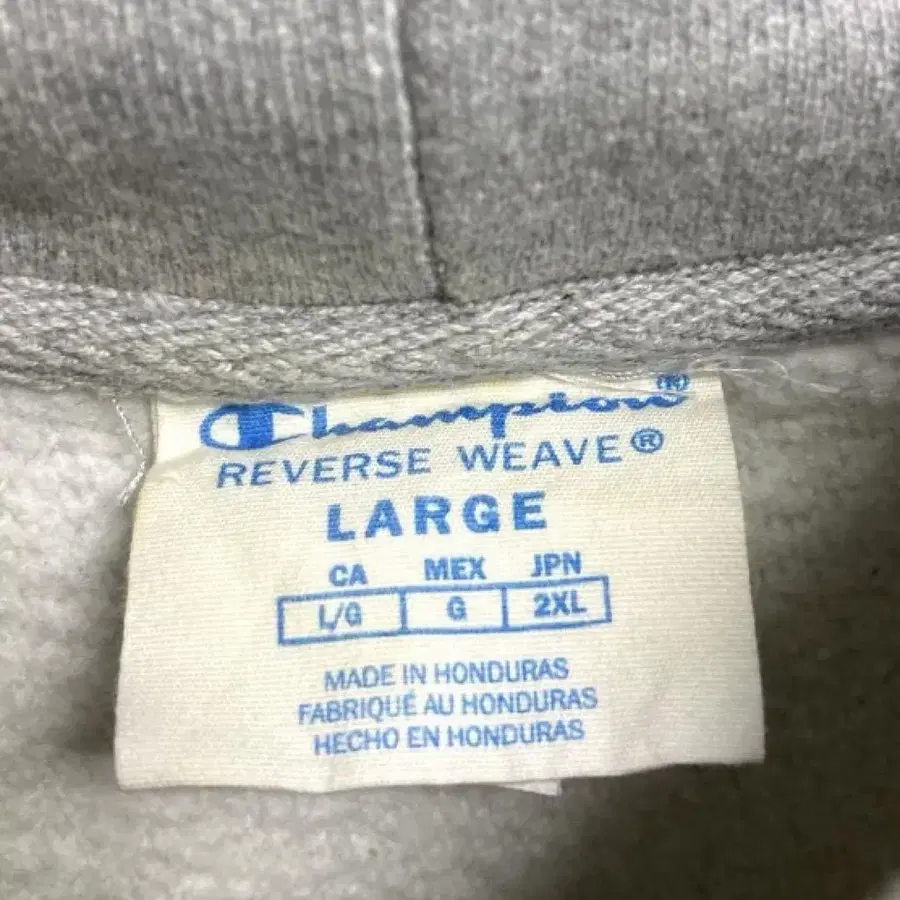 Champion®
REVERSE WEAVE®
LARGE
CA MEX JPN
L/G G 2XL
MADE IN HONDURAS
FABRIQUÉ AU HONDURAS
HECHO EN HONDURAS